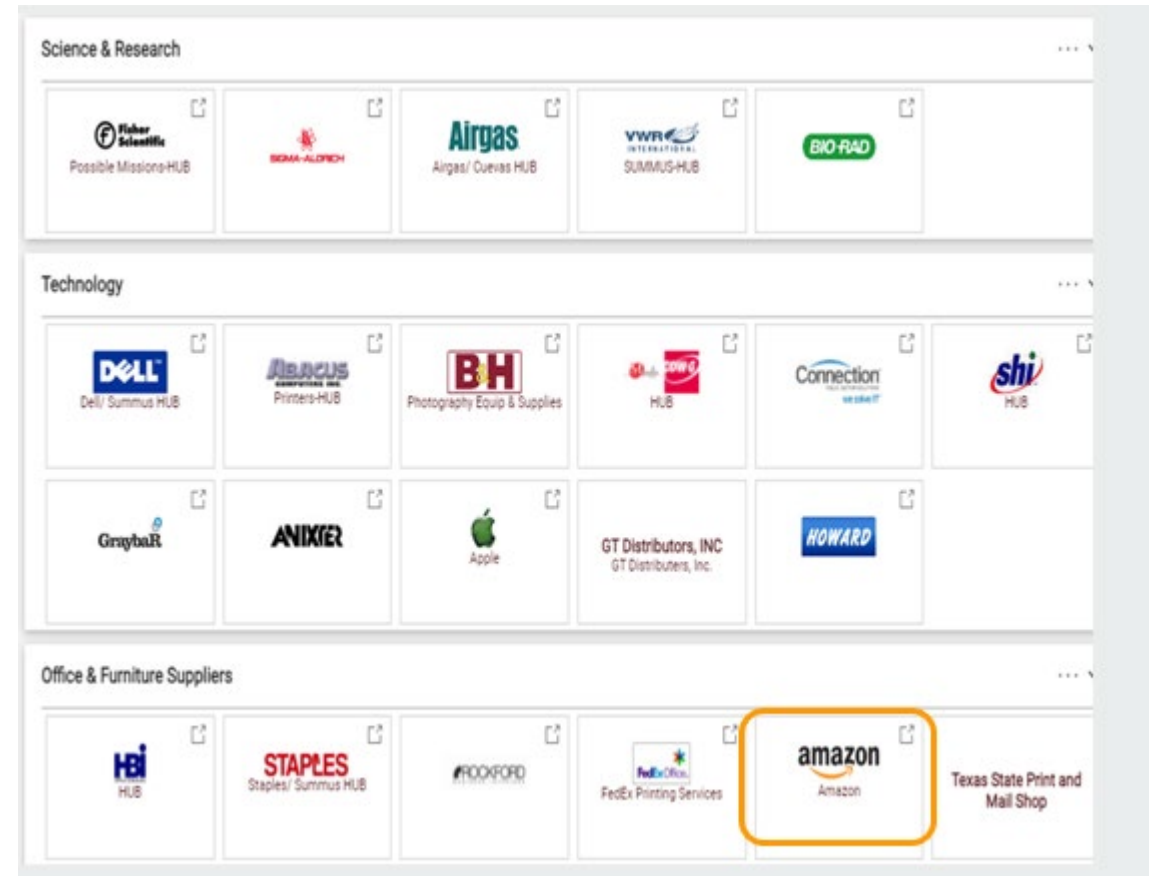 Science & Research
Fisher
Scientific
Possible Missions-HUB
SIGMA-ALDRICH
Airgas
Airgas/ Cuevas HUB
VWR
INTERNATIONAL
SUMMUS-HUB
BIO-RAD
Technology
DELL
Dell/ Summus HUB
ABACUS
COMPUTERS INC.
Printers-HUB
B&H
Photography Equip & Supplies
CDW-G
HUB
Connection
we solve IT
shi
HUB
GraybaR
ANIXTER
Apple
GT Distributors, INC
GT Distributers, Inc.
HOWARD
Office & Furniture Suppliers
HBi
HUB
STAPLES
Staples/ Summus HUB
ROCKFORD
FedEx Office.
FedEx Printing Services
amazon
Amazon
Texas State Print and
Mail Shop